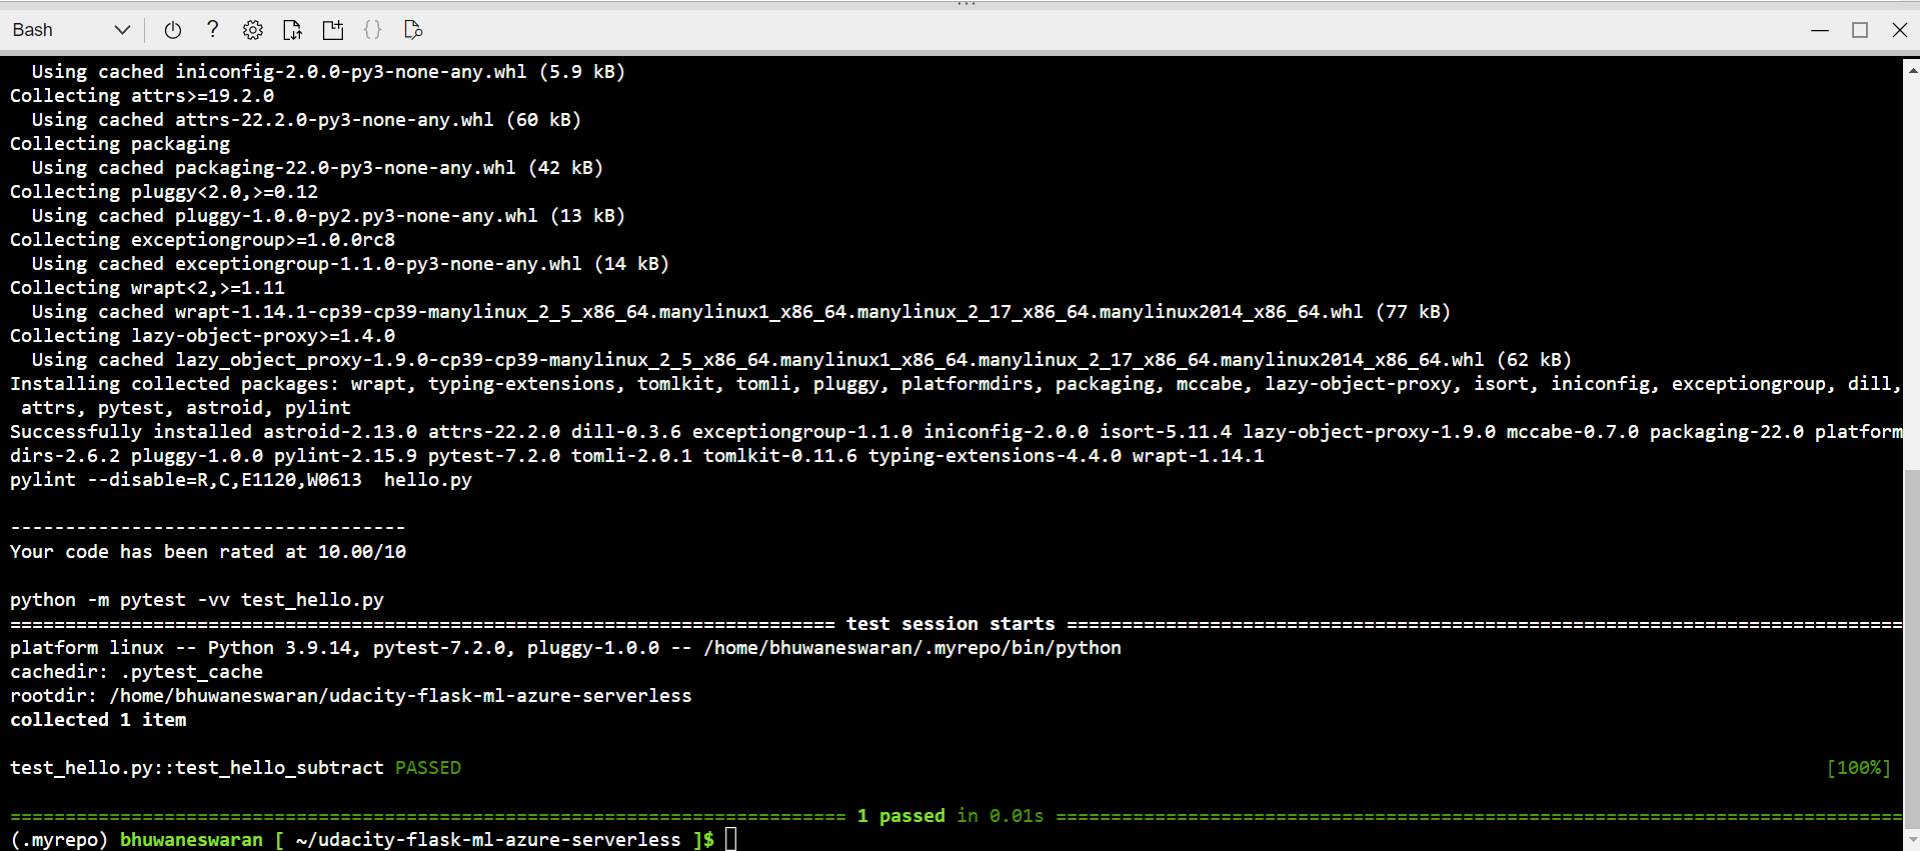 Bash
Using cached iniconfig-2.0.0-py3-none-any.whl (5.9 kB)
Collecting attrs>=19.2.0
Using cached attrs-22.2.0-py3-none-any.whl (60 kB)
Collecting packaging
Using cached packaging-22.0-py3-none-any.whl (42 kB)
Collecting pluggy<2.0,>=0.12
Using cached pluggy-1.0.0-py2.py3-none-any.whl (13 kB)
Collecting exceptiongroup>=1.0.0rc8
Using cached exceptiongroup-1.1.0-py3-none-any.whl (14 kB)
Collecting wrapt<2,>=1.11
Using cached wrapt-1.14.1-cp39-cp39-manylinux_2_5_x86_64.manylinux1_x86_64.manylinux_2_17_x86_64.manylinux2014_x86_64.whl (77 kB)
Collecting lazy-object-proxy>=1.4.0
Using cached lazy_object_proxy-1.9.0-cp39-cp39-manylinux_2_5_x86_64.manylinux1_x86_64.manylinux_2_17_x86_64.manylinux2014_x86_64.whl (62 kB)
Installing collected packages: wrapt, typing-extensions, tomlkit, tomli, pluggy, platformdirs, packaging, mccabe, lazy-object-proxy, isort, iniconfig, exceptiongroup, dill,
attrs, pytest, astroid, pylint
Successfully installed astroid-2.13.0 attrs-22.2.0 dill-0.3.6 exceptiongroup-1.1.0 iniconfig-2.0.0 isort-5.11.4 lazy-object-proxy-1.9.0 mccabe-0.7.0 packaging-22.0 platform
dirs-2.6.2 pluggy-1.0.0 pylint-2.15.9 pytest-7.2.0 tomli-2.0.1 tomlkit-0.11.6 typing-extensions-4.4.0 wrapt-1.14.1
pylint --disable=R,C,E1120,W0613  hello.py
------------------------------------
Your code has been rated at 10.00/10
python -m pytest -vv test_hello.py
=========================================================================== test session starts ============================================================================
platform linux -- Python 3.9.14, pytest-7.2.0, pluggy-1.0.0 -- /home/bhuwaneswaran/.myrepo/bin/python
cachedir: .pytest_cache
rootdir: /home/bhuwaneswaran/udacity-flask-ml-azure-serverless
collected 1 item
test_hello.py::test_hello_subtract PASSED [100%]
============================================================================ 1 passed in 0.01s =============================================================================
(.myrepo) bhuwaneswaran [ ~/udacity-flask-ml-azure-serverless ]$